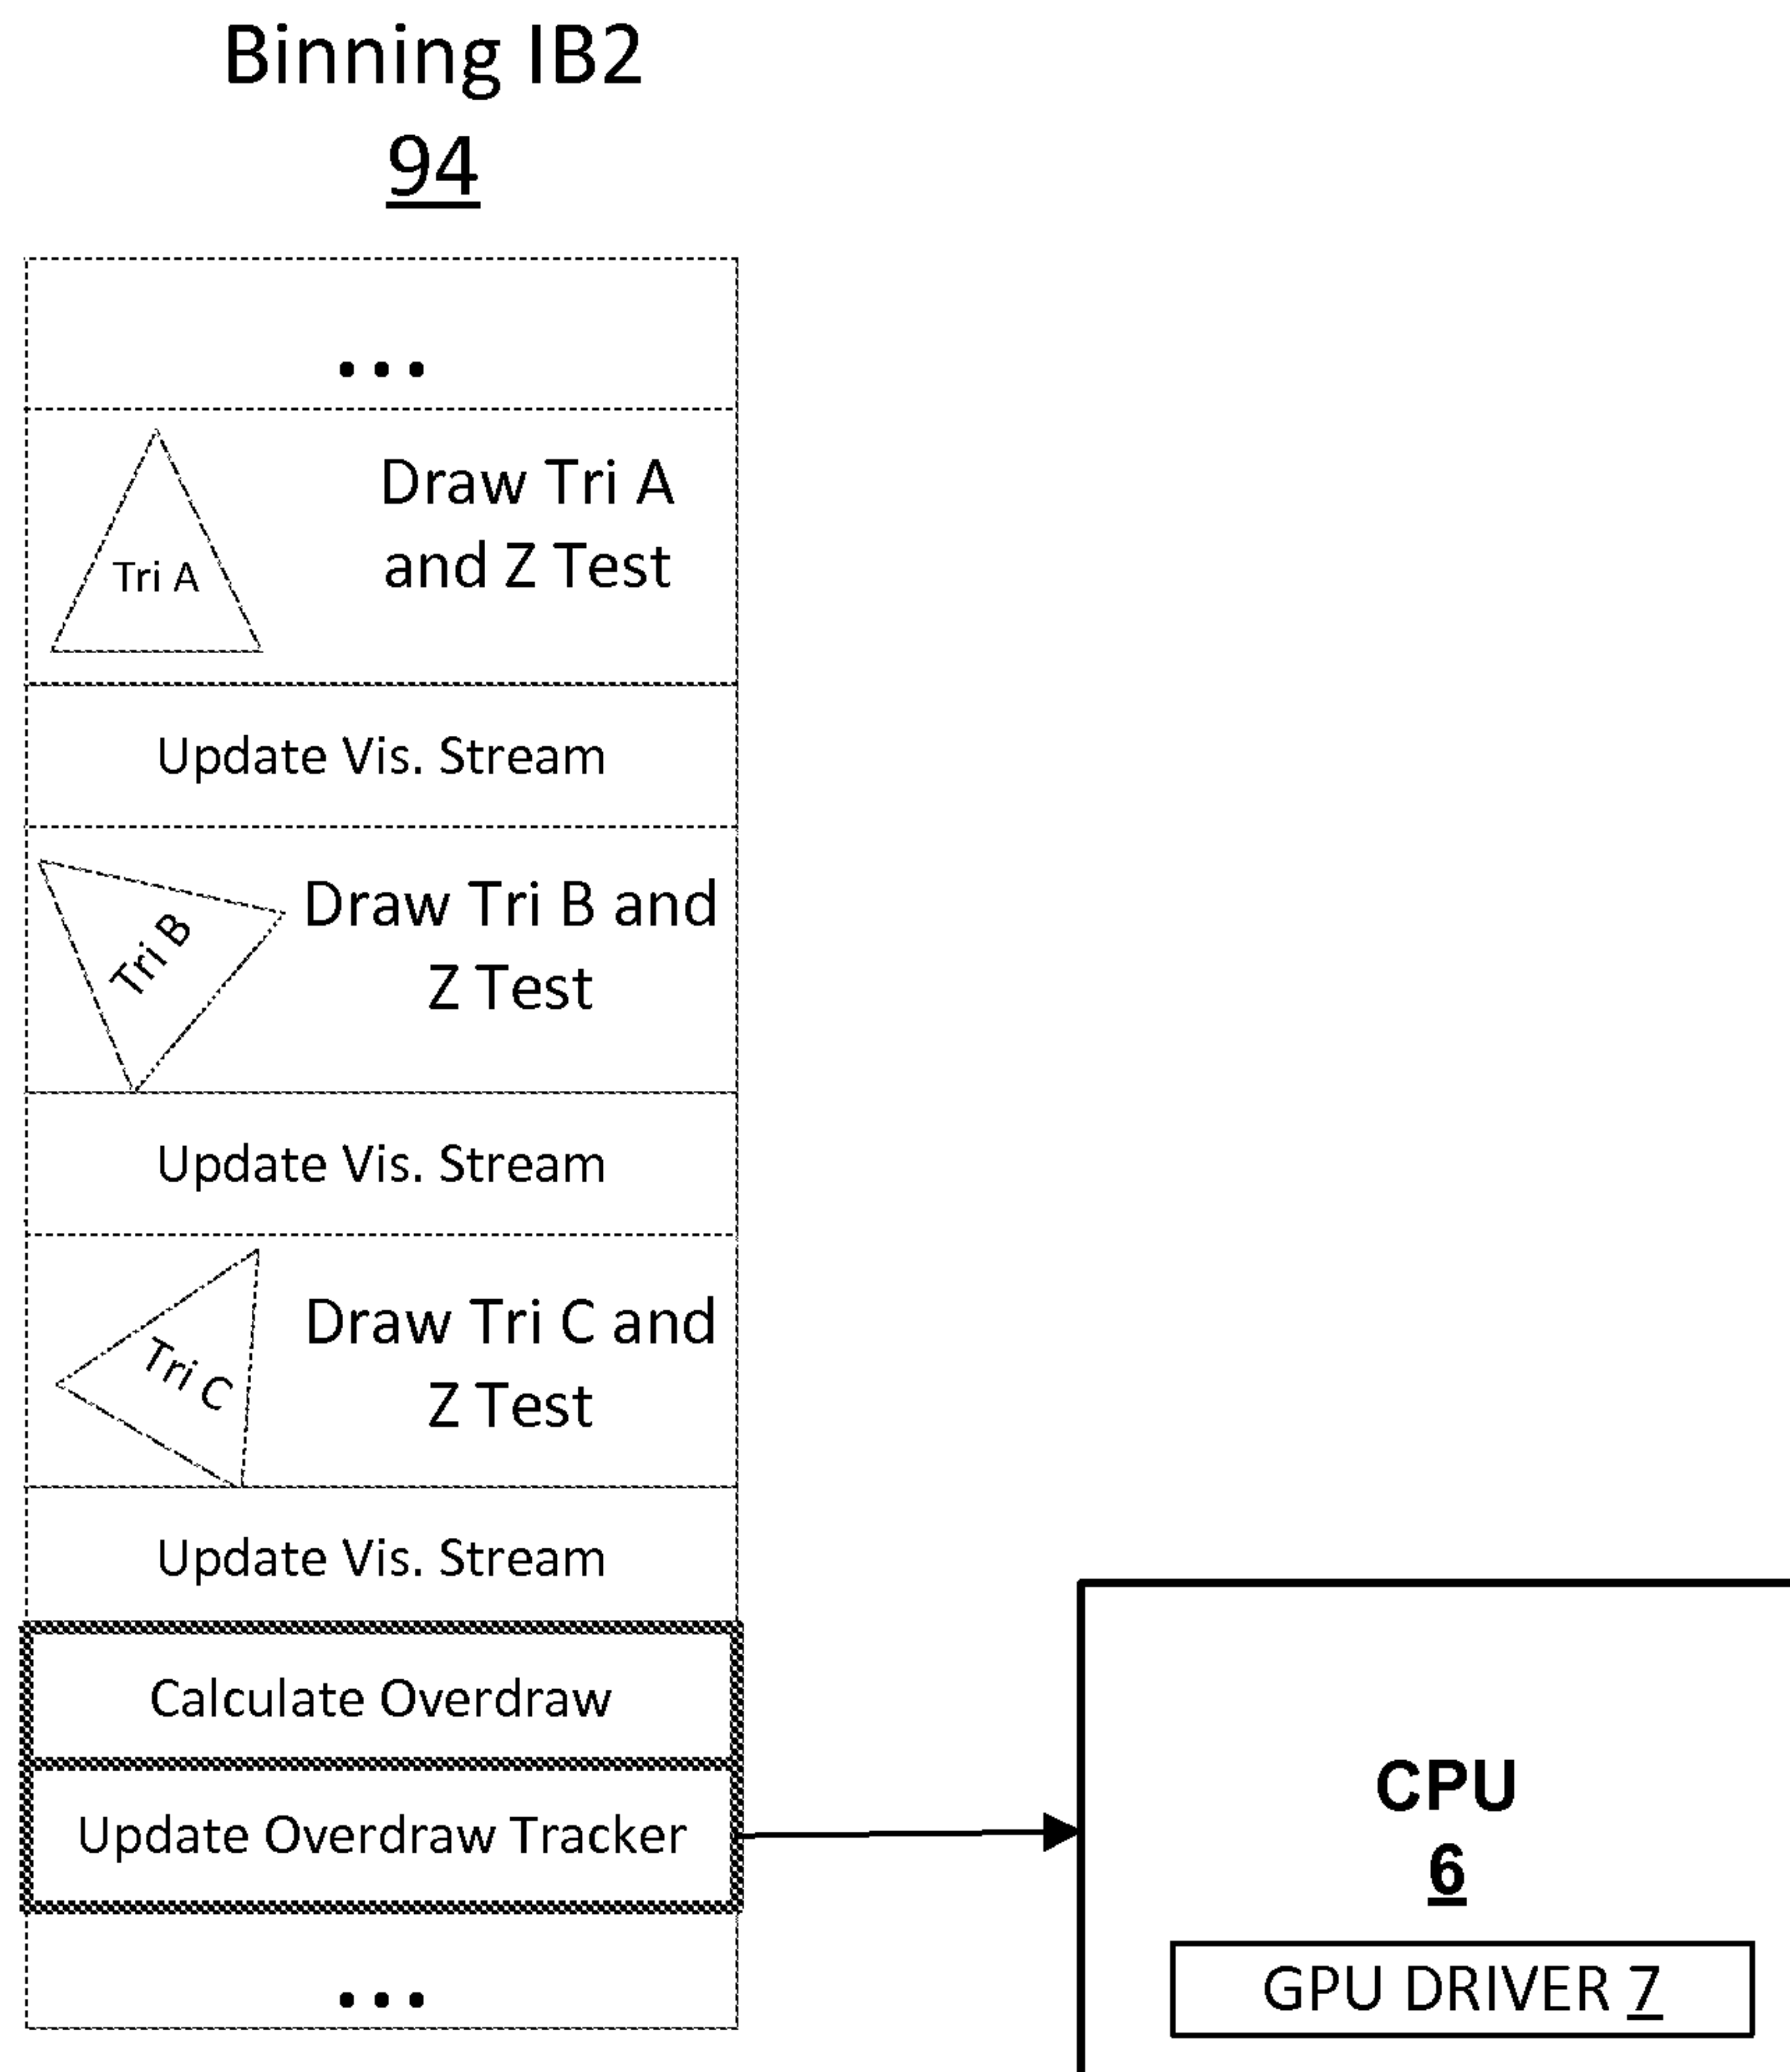 Binning IB2
94
...
Draw Tri A
and Z Test
Tri A
Update Vis. Stream
Draw Tri B and
Z Test
Tri B
Update Vis. Stream
Draw Tri C and
Z Test
Tri C
Update Vis. Stream
Calculate Overdraw
Update Overdraw Tracker
...
CPU
6
GPU DRIVER 7